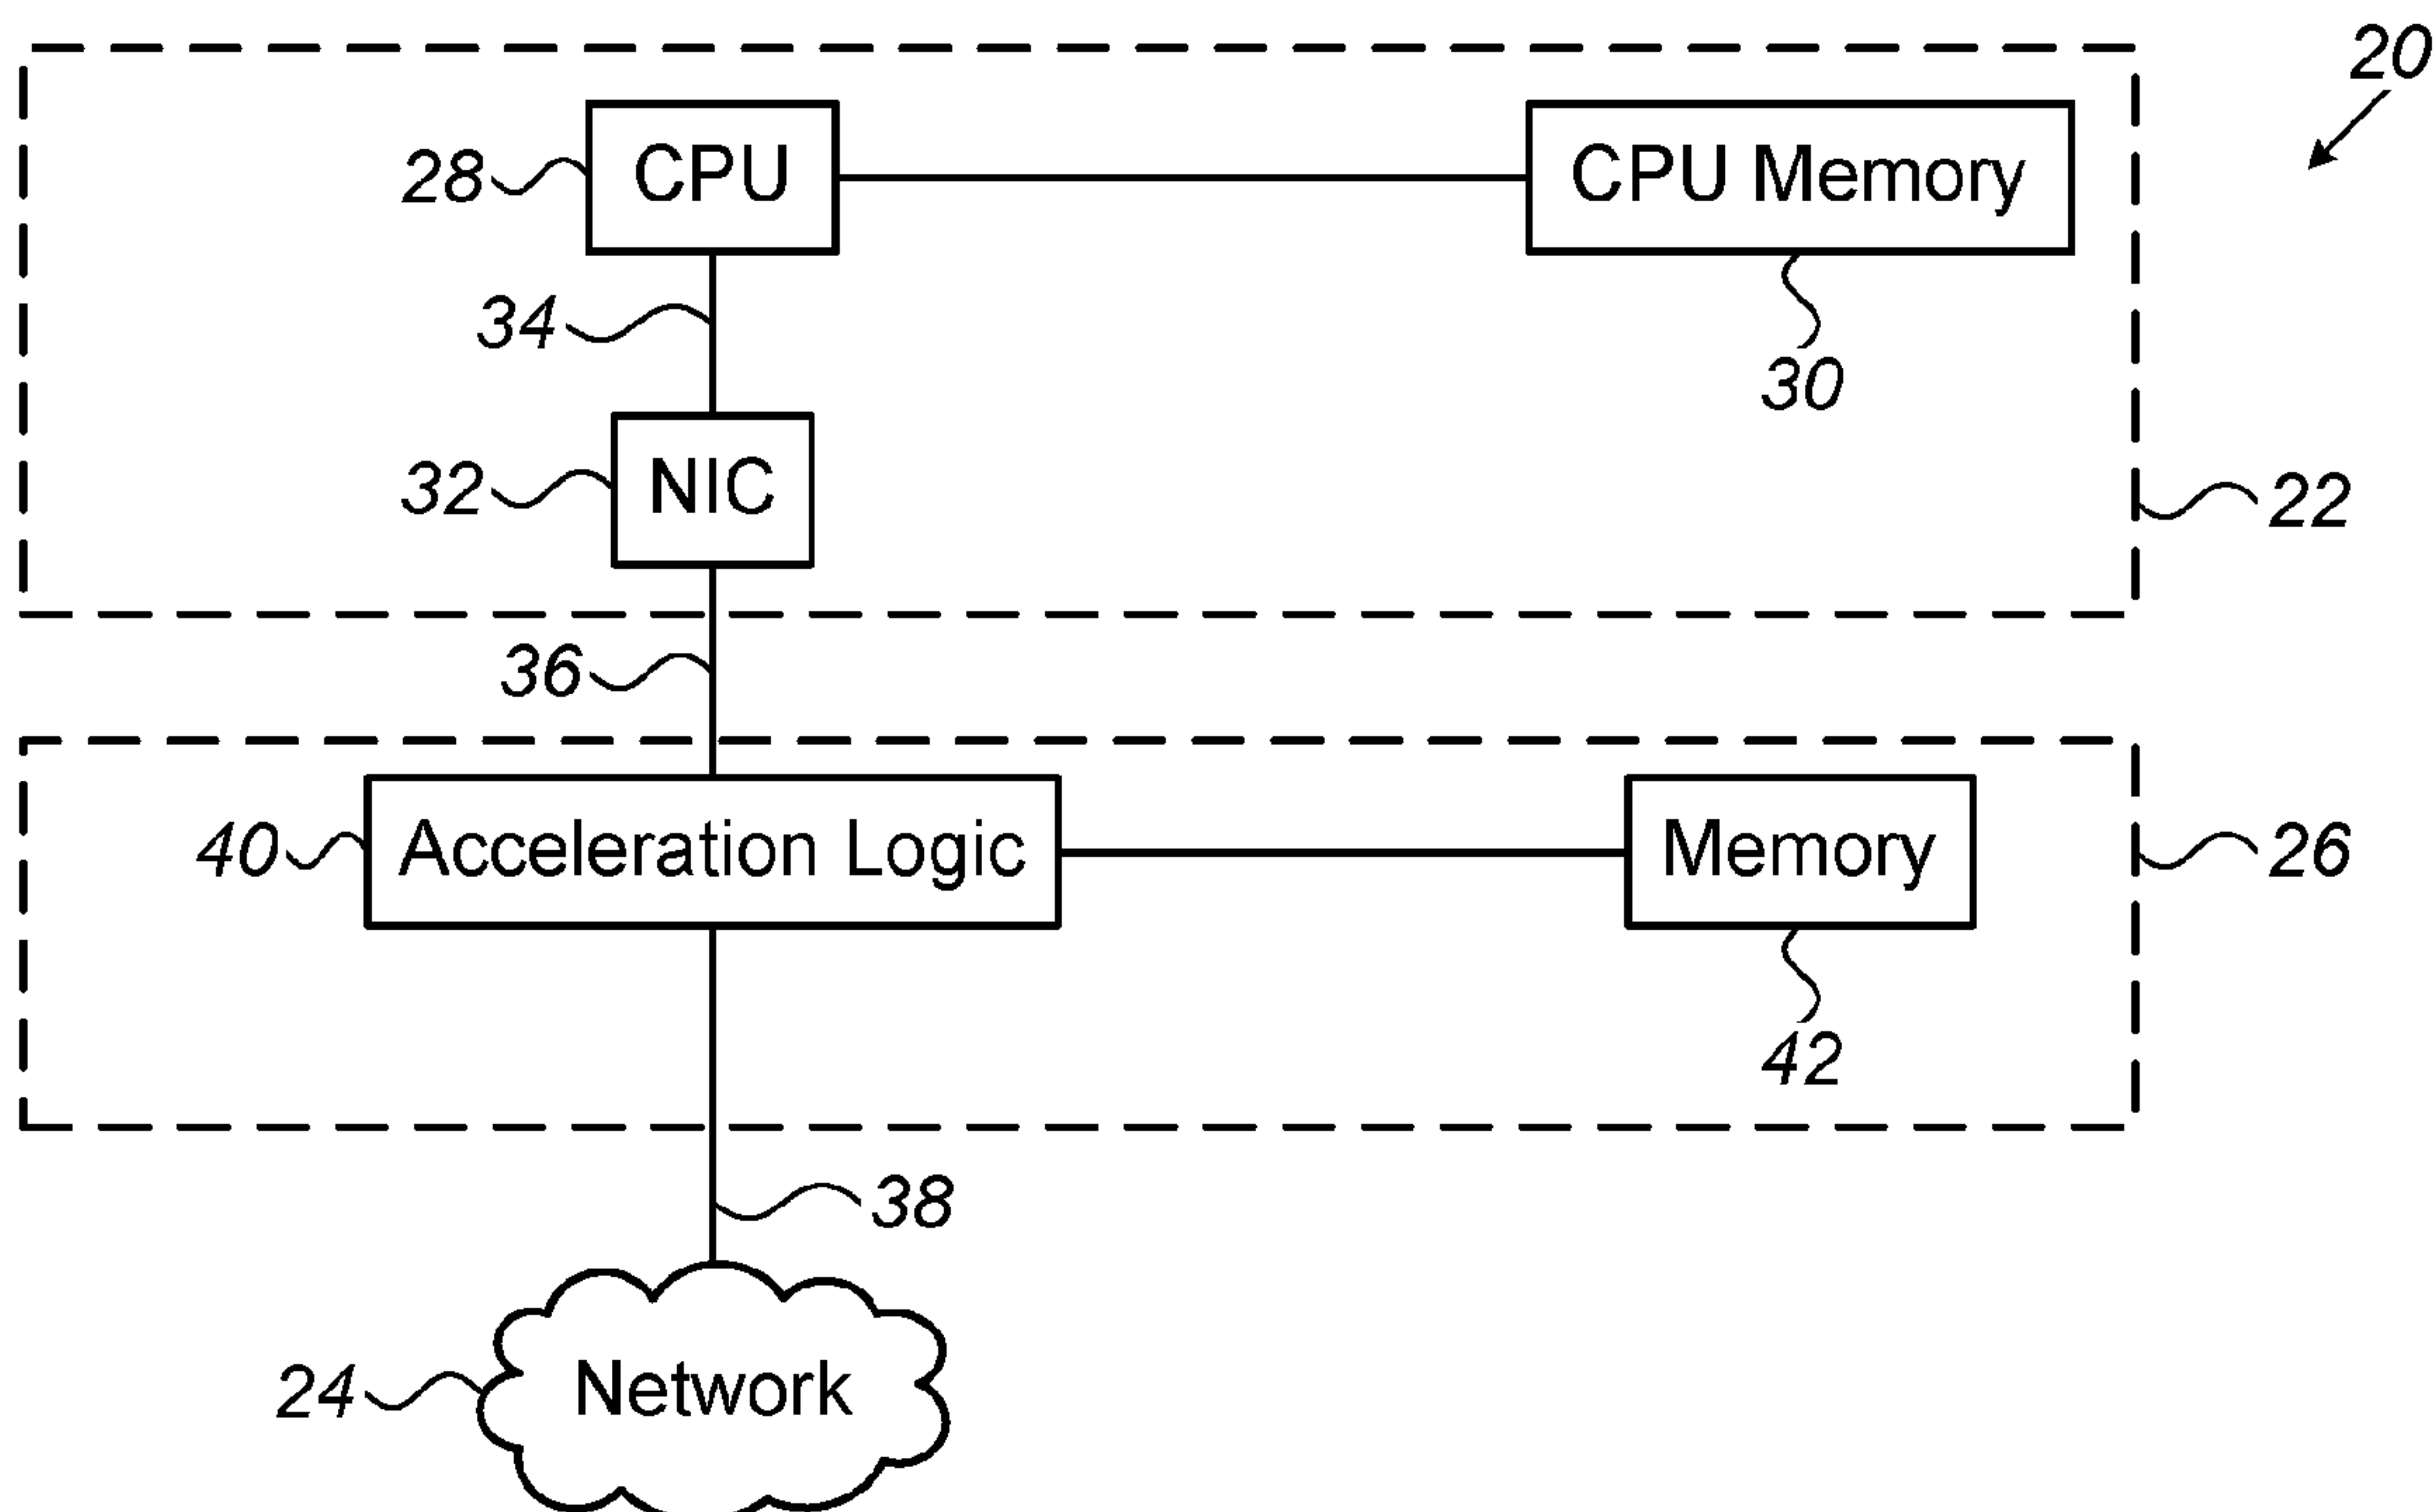 20
28
CPU
CPU Memory
34
30
32
NIC
22
36
40
Acceleration Logic
Memory
26
42
38
24
Network